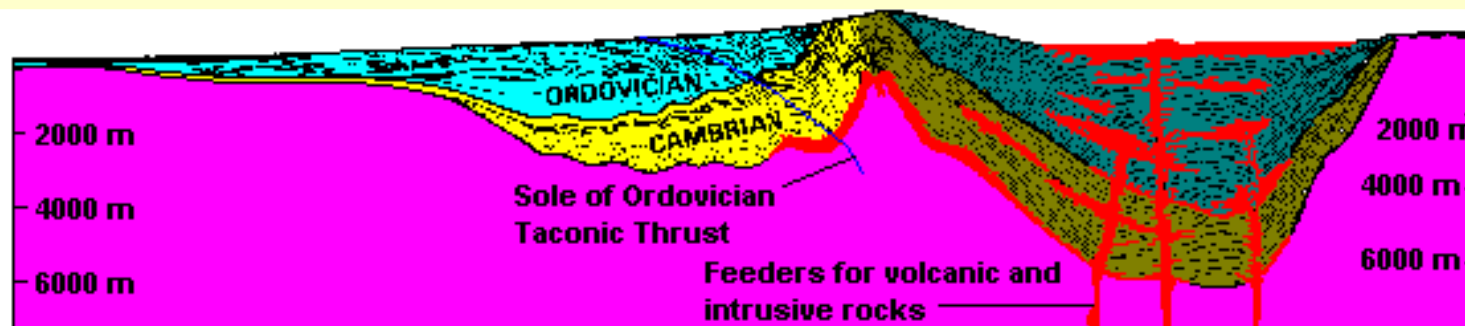 ORDOVICIAN
CAMBRIAN
2000 m
4000 m
6000 m
Sole of Ordovician
Taconic Thrust
Feeders for volcanic and
intrusive rocks
2000 m
4000 m
6000 m